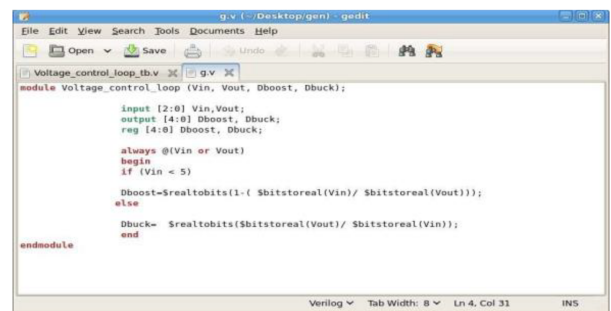 g.v (~/Desktop/gen) - gedit
File Edit View Search Tools Documents Help
Open Save Undo
Voltage_control_loop_tb.v g.v
module Voltage_control_loop (Vin, Vout, Dboost, Dbuck);
input [2:0] Vin,Vout;
output [4:0] Dboost, Dbuck;
reg [4:0] Dboost, Dbuck;
always @(Vin or Vout)
begin
if (Vin < 5)
Dboost=$realtobits(1-( $bitstoreal(Vin)/ $bitstoreal(Vout)));
else
Dbuck= $realtobits($bitstoreal(Vout)/ $bitstoreal(Vin));
end
endmodule
Verilog Tab Width: 8 Ln 4, Col 31 INS